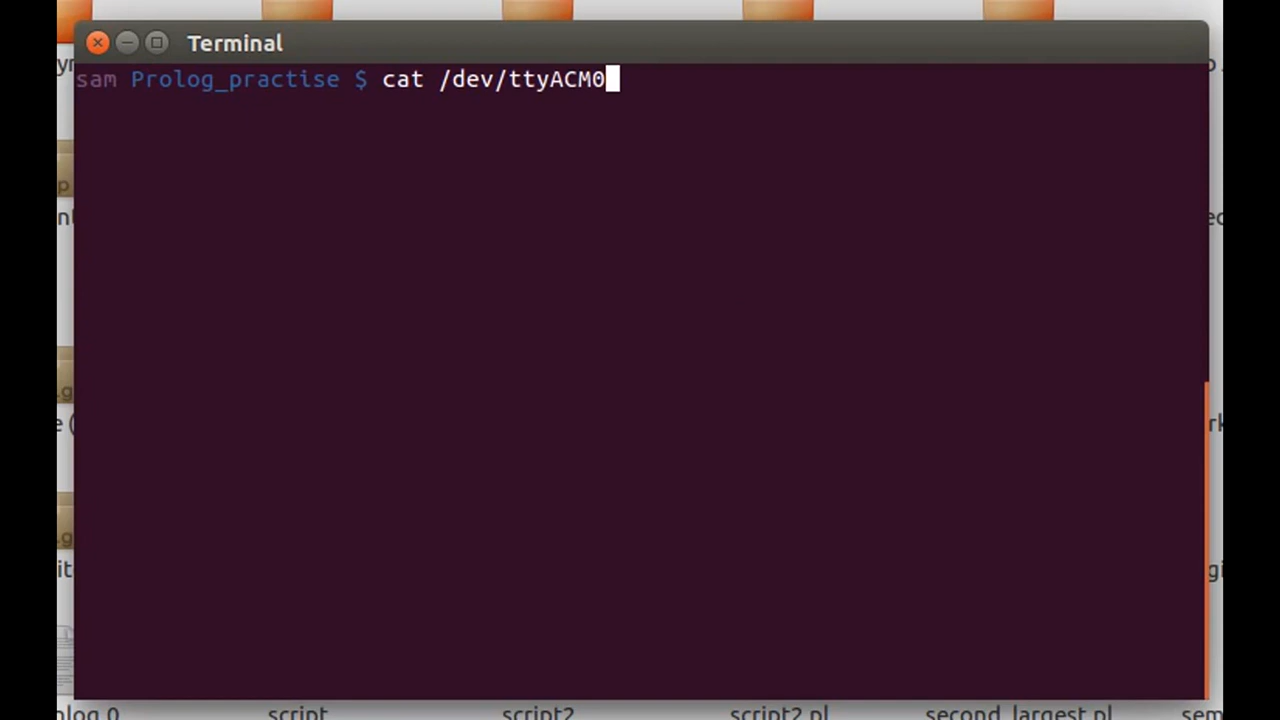 Terminal
sam Prolog_practise $ cat /dev/ttyACM0
script
script2
script2.pl
second_largest.pl